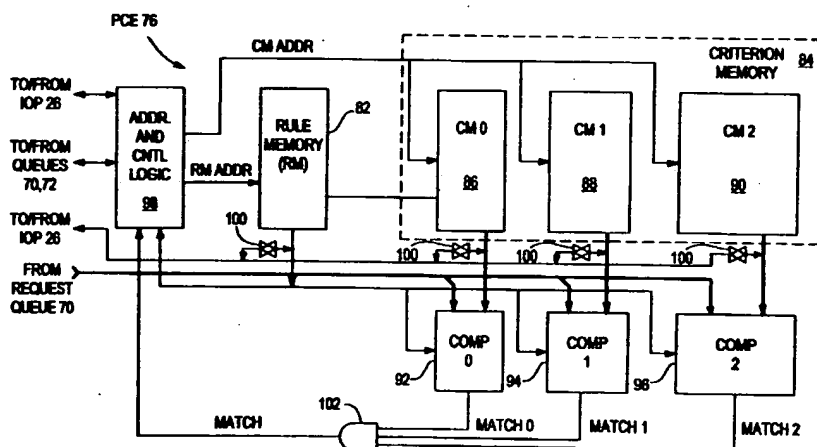 PCE 76
CM ADDR
CRITERION 84
MEMORY
TO/FROM
IOP 26
ADDR.
AND
CNTL
LOGIC
98
TO/FROM
QUEUES
70,72
RM ADDR
RULE
MEMORY
(RM)
82
CM 0
86
CM 1
88
CM 2
90
TO/FROM
IOP 26
100
100
100
100
FROM
REQUEST
QUEUE 70
COMP
0
92
COMP
1
94
COMP
2
96
MATCH
102
MATCH 0
MATCH 1
MATCH 2